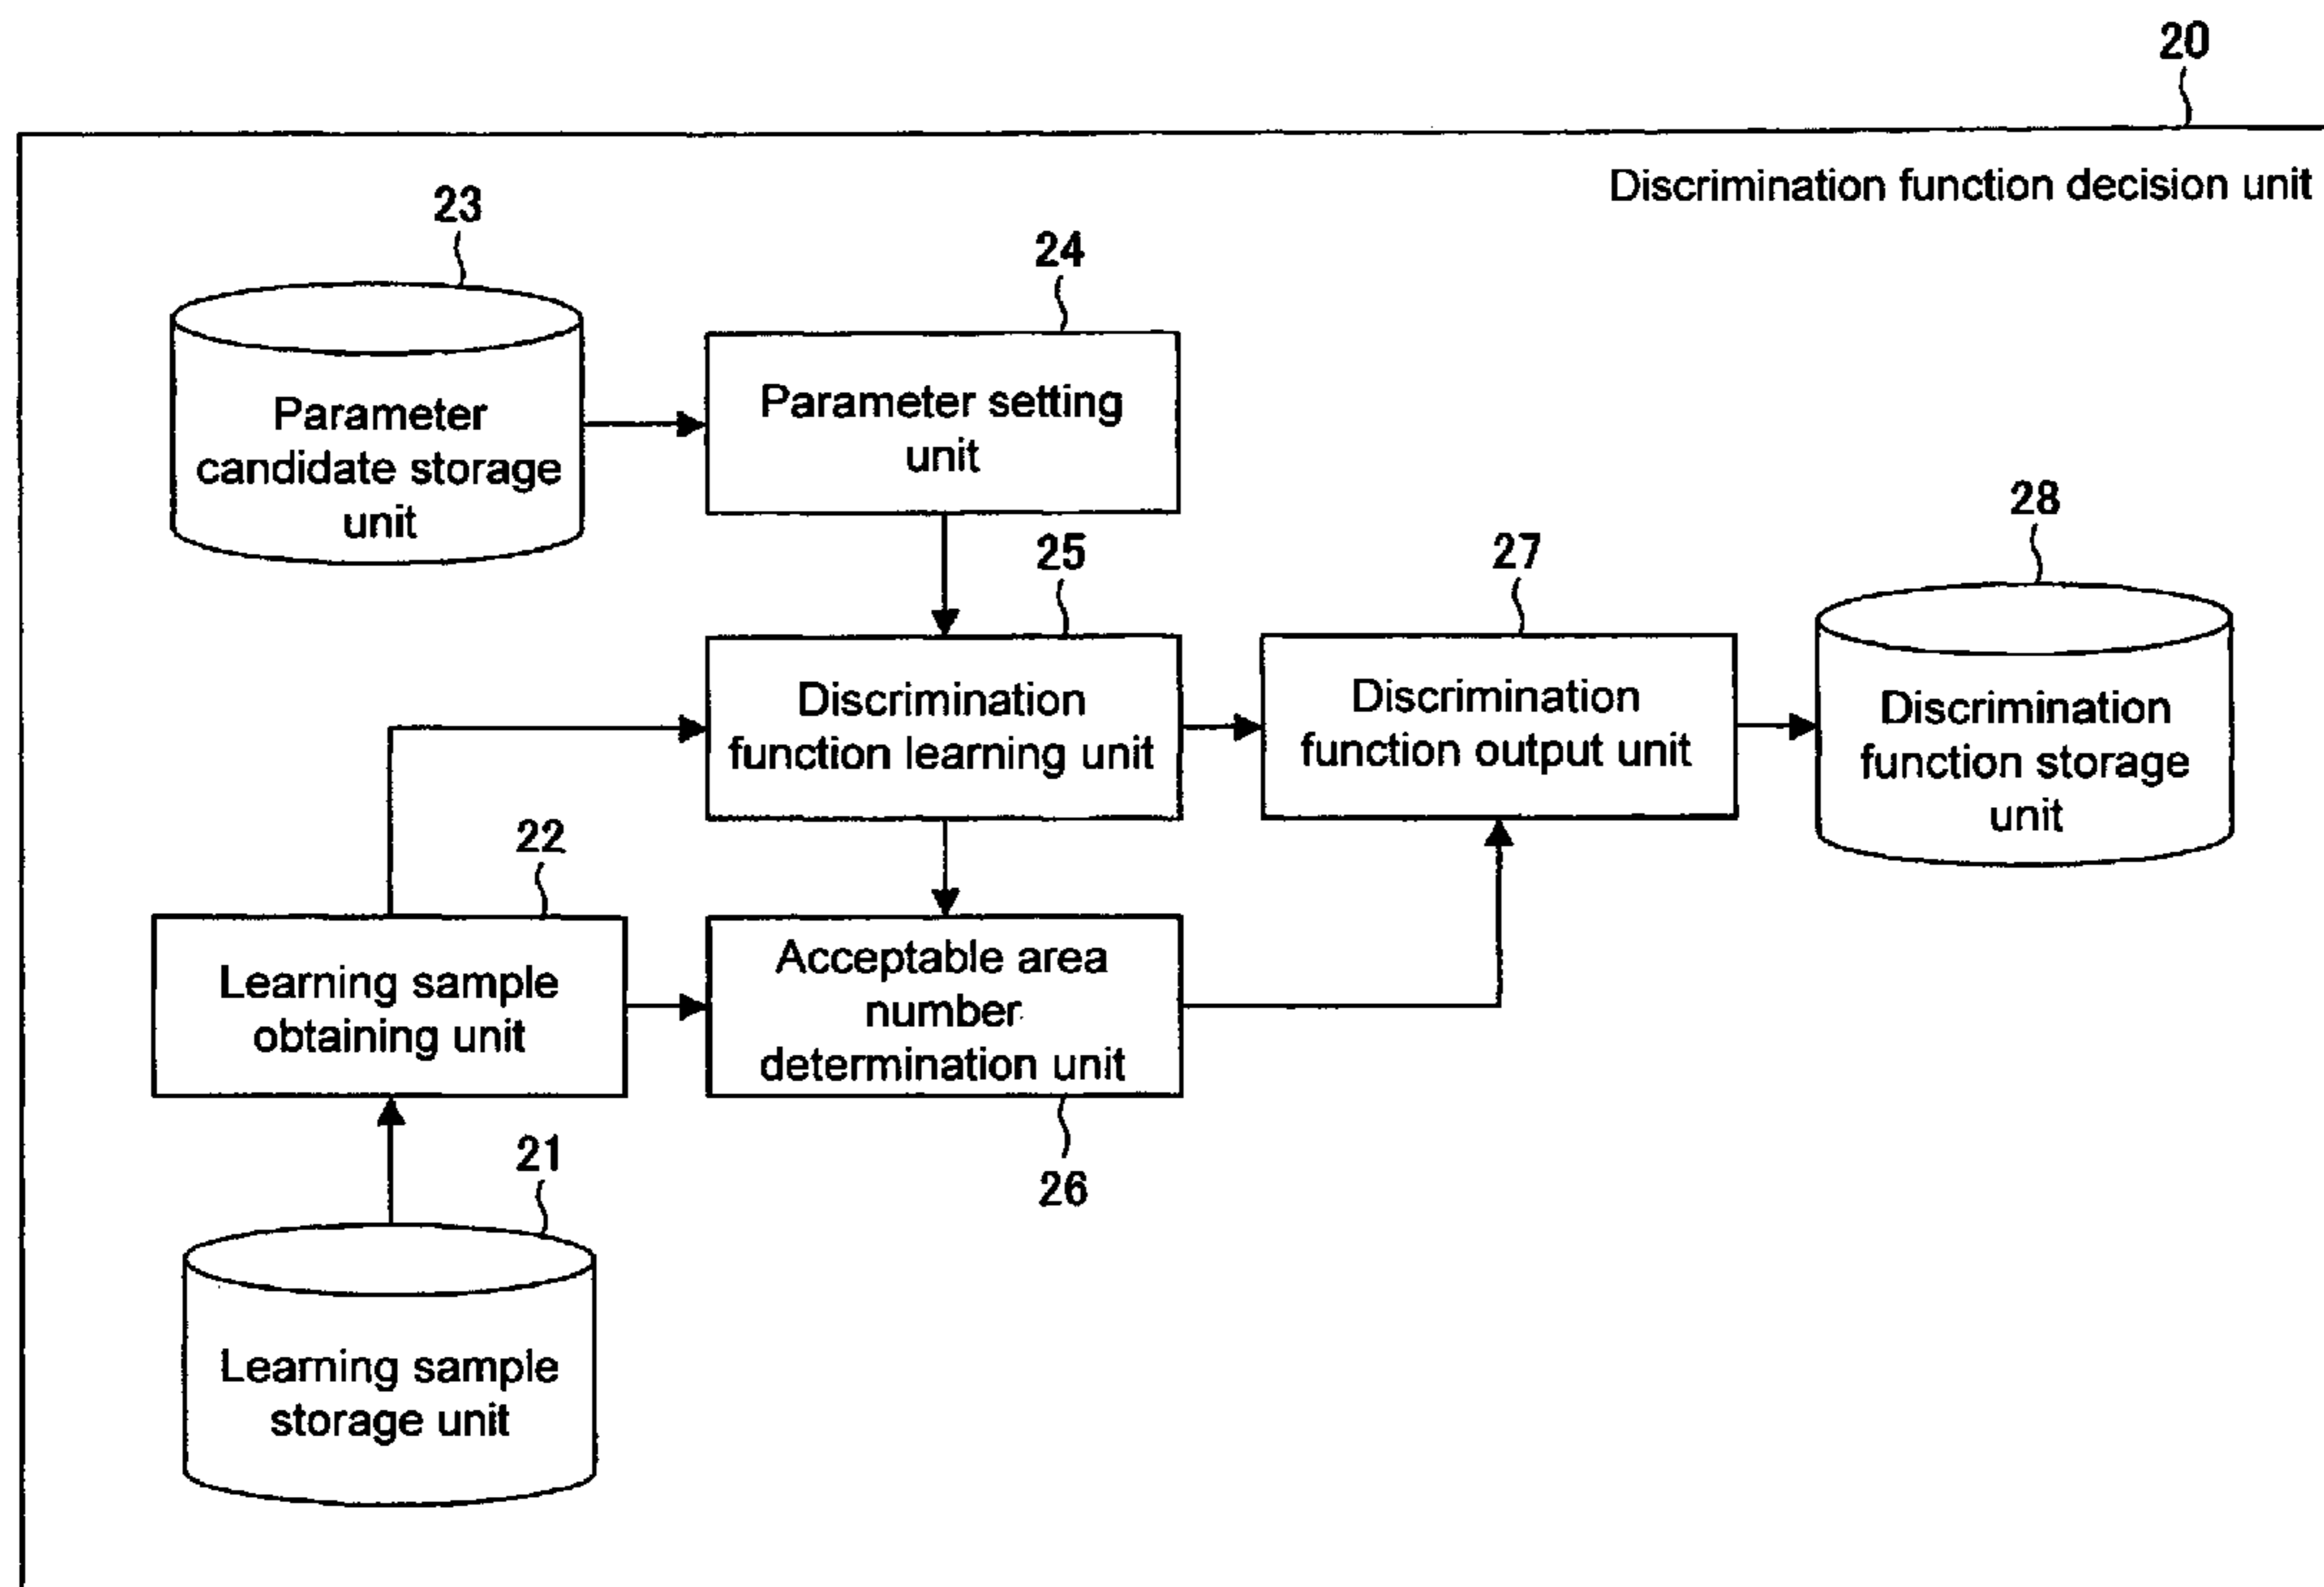 20
Discrimination function decision unit
23
24
Parameter
candidate storage
unit
Parameter setting
unit
25
27
28
Discrimination
function learning unit
Discrimination
function output unit
Discrimination
function storage
unit
22
Learning sample
obtaining unit
Acceptable area
number
determination unit
26
21
Learning sample
storage unit